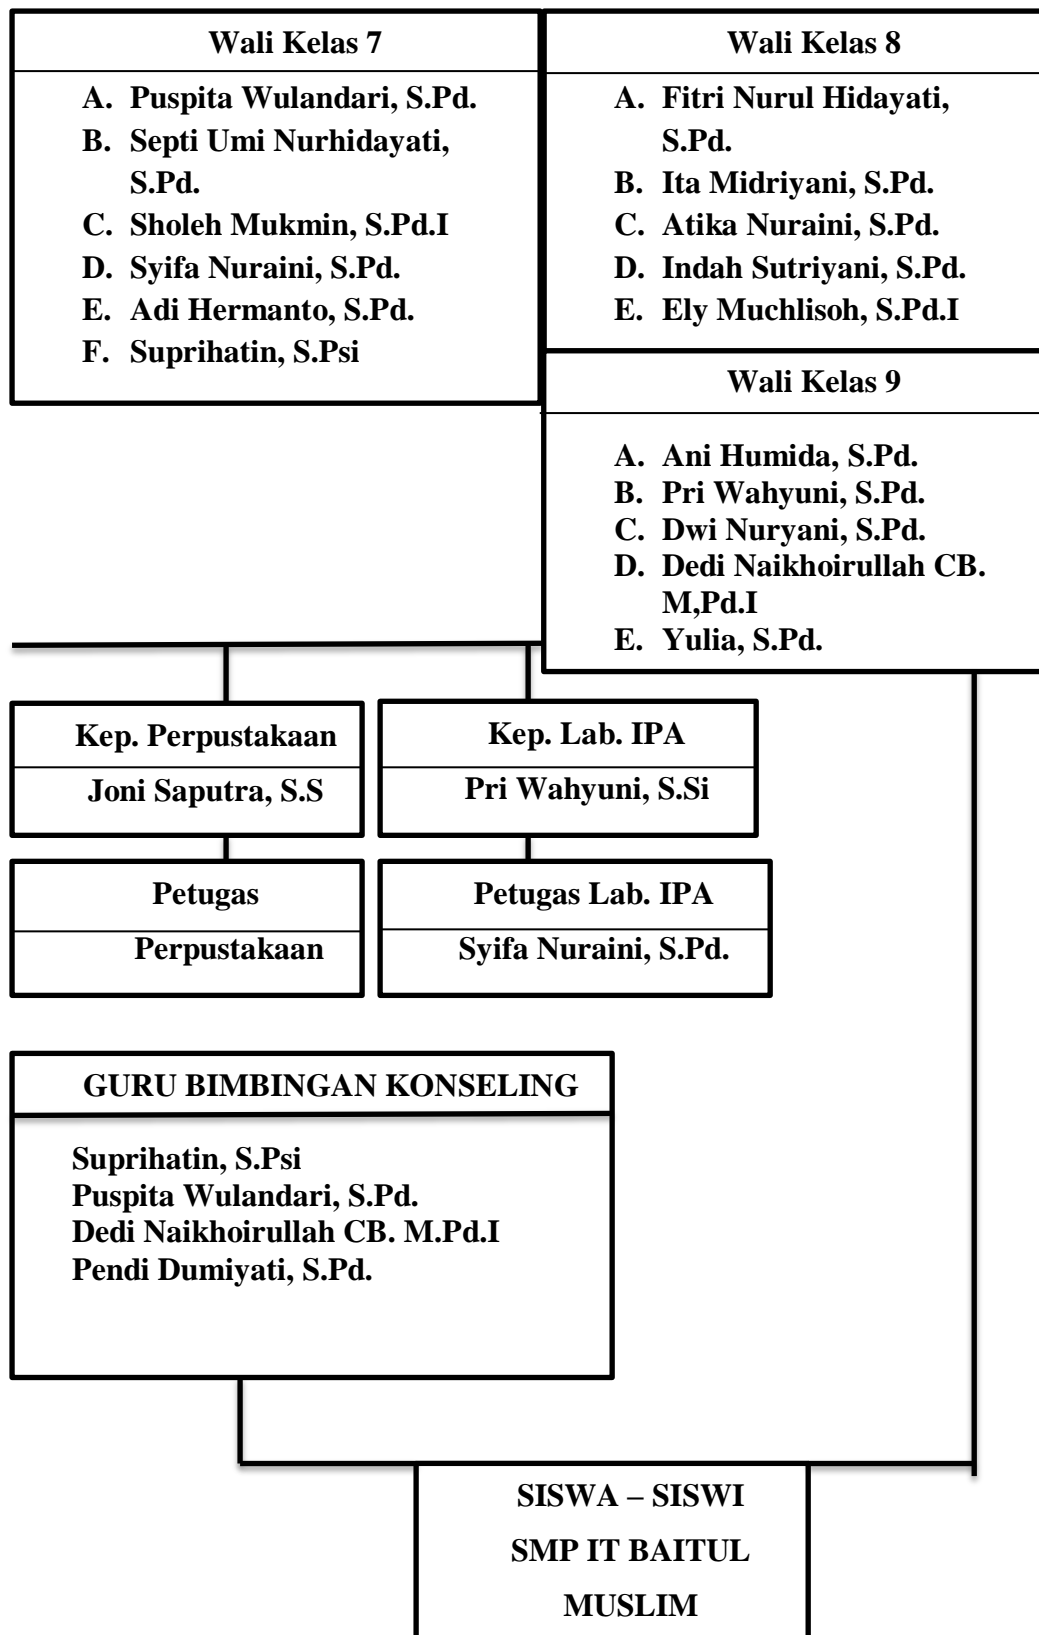 Wali Kelas 7
A. Puspita Wulandari, S.Pd.
B. Septi Umi Nurhidayati,
S.Pd.
C. Sholeh Mukmin, S.Pd.I
D. Syifa Nuraini, S.Pd.
E. Adi Hermanto, S.Pd.
F. Suprihatin, S.Psi
Wali Kelas 8
A. Fitri Nurul Hidayati,
S.Pd.
B. Ita Midriyani, S.Pd.
C. Atika Nuraini, S.Pd.
D. Indah Sutriyani, S.Pd.
E. Ely Muchlisoh, S.Pd.I
Wali Kelas 9
A. Ani Humida, S.Pd.
B. Pri Wahyuni, S.Pd.
C. Dwi Nuryani, S.Pd.
D. Dedi Naikhoirullah CB.
M,Pd.I
E. Yulia, S.Pd.
Kep. Perpustakaan
Joni Saputra, S.S
Kep. Lab. IPA
Pri Wahyuni, S.Si
Petugas
Perpustakaan
Petugas Lab. IPA
Syifa Nuraini, S.Pd.
GURU BIMBINGAN KONSELING
Suprihatin, S.Psi
Puspita Wulandari, S.Pd.
Dedi Naikhoirullah CB. M.Pd.I
Pendi Dumiyati, S.Pd.
SISWA – SISWI
SMP IT BAITUL
MUSLIM